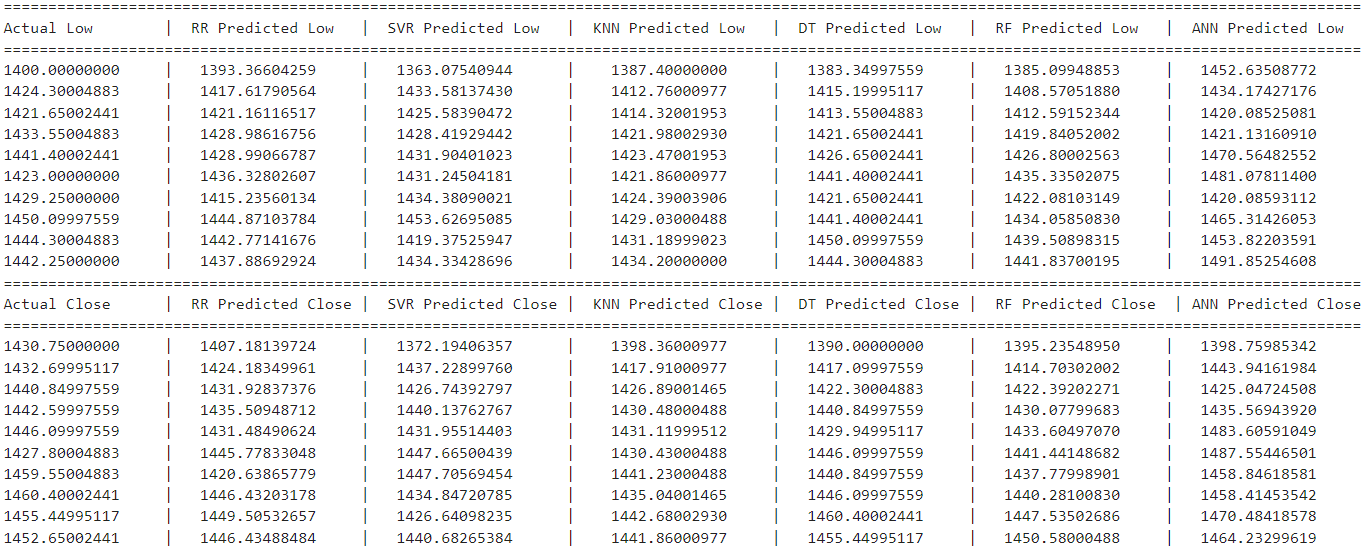 ================================================================================
Actual Low | RR Predicted Low | SVR Predicted Low | KNN Predicted Low | DT Predicted Low | RF Predicted Low | ANN Predicted Low
================================================================================
1400.00000000 | 1393.36604259 | 1363.07540944 | 1387.40000000 | 1383.34997559 | 1385.09948853 | 1452.63508772
1424.30004883 | 1417.61790564 | 1433.58137430 | 1412.76000977 | 1415.19995117 | 1408.57051880 | 1434.17427176
1421.65002441 | 1421.16116517 | 1425.58390472 | 1414.32001953 | 1413.55004883 | 1412.59152344 | 1420.08525081
1433.55004883 | 1428.98616756 | 1428.41929442 | 1421.98002930 | 1421.65002441 | 1419.84052002 | 1421.13160910
1441.40002441 | 1428.99066787 | 1431.90401023 | 1423.47001953 | 1426.65002441 | 1426.80002563 | 1470.56482552
1423.00000000 | 1436.32802607 | 1431.24504181 | 1421.86000977 | 1441.40002441 | 1435.33502075 | 1481.07811400
1429.25000000 | 1415.23560134 | 1434.38090021 | 1424.39003906 | 1421.65002441 | 1422.08103149 | 1420.08593112
1450.09997559 | 1444.87103784 | 1453.62695085 | 1429.03000488 | 1441.40002441 | 1434.05850830 | 1465.31426053
1444.30004883 | 1442.77141676 | 1419.37525947 | 1431.18999023 | 1450.09997559 | 1439.50898315 | 1453.82203591
1442.25000000 | 1437.88692924 | 1434.33428696 | 1434.20000000 | 1444.30004883 | 1441.83700195 | 1491.85254608
================================================================================
Actual Close | RR Predicted Close | SVR Predicted Close | KNN Predicted Close | DT Predicted Close | RF Predicted Close | ANN Predicted Close
================================================================================
1430.75000000 | 1407.18139724 | 1372.19406357 | 1398.36000977 | 1390.00000000 | 1395.23548950 | 1398.75985342
1432.69995117 | 1424.18349961 | 1437.22899760 | 1417.91000977 | 1417.09997559 | 1414.70302002 | 1443.94161984
1440.84997559 | 1431.92837376 | 1426.74392797 | 1426.89001465 | 1422.30004883 | 1422.39202271 | 1425.04724508
1442.59997559 | 1435.50948712 | 1440.13762767 | 1430.48000488 | 1440.84997559 | 1430.07799683 | 1435.56943920
1446.09997559 | 1431.48490624 | 1431.95514403 | 1431.11999512 | 1429.94995117 | 1433.60497070 | 1483.60591049
1427.80004883 | 1445.77833048 | 1447.66500439 | 1430.43000488 | 1446.09997559 | 1441.44148682 | 1487.55446501
1459.55004883 | 1420.63865779 | 1447.70569454 | 1441.23000488 | 1440.84997559 | 1437.77998901 | 1458.84618581
1460.40002441 | 1446.43203178 | 1434.84720785 | 1435.04001465 | 1446.09997559 | 1440.28100830 | 1458.41453542
1455.44995117 | 1449.50532657 | 1426.64098235 | 1442.68002930 | 1460.40002441 | 1447.53502686 | 1470.48418578
1452.65002441 | 1446.43488484 | 1440.68265384 | 1441.86000977 | 1455.44995117 | 1450.58000488 | 1464.23299619